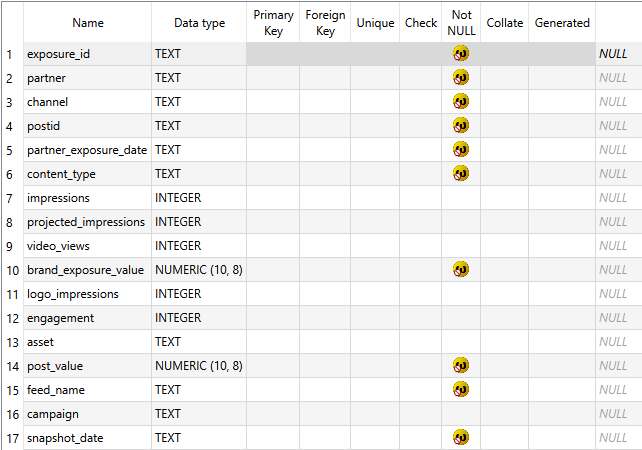 Name Data type Primary Key Foreign Key Unique Check Not NULL Collate Generated
1 exposure_id TEXT NULL
2 partner TEXT NULL
3 channel TEXT NULL
4 postid TEXT NULL
5 partner_exposure_date TEXT NULL
6 content_type TEXT NULL
7 impressions INTEGER NULL
8 projected_impressions INTEGER NULL
9 video_views INTEGER NULL
10 brand_exposure_value NUMERIC (10, 8) NULL
11 logo_impressions INTEGER NULL
12 engagement INTEGER NULL
13 asset TEXT NULL
14 post_value NUMERIC (10, 8) NULL
15 feed_name TEXT NULL
16 campaign TEXT NULL
17 snapshot_date TEXT NULL